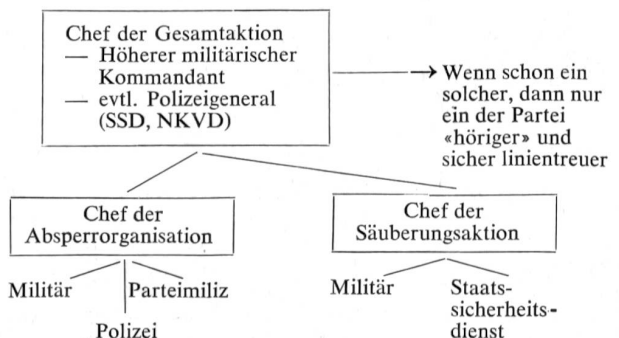 Chef der Gesamtaktion
— Höherer militärischer
Kommandant
— evtl. Polizeigeneral
(SSD, NKVD)
Wenn schon ein
solcher, dann nur
ein der Partei
«höriger» und
sicher linientreuer
Chef der
Absperrorganisation
Chef der
Säuberungsaktion
Militär
Parteimiliz
Polizei
Militär
Staats-
sicherheits-
dienst